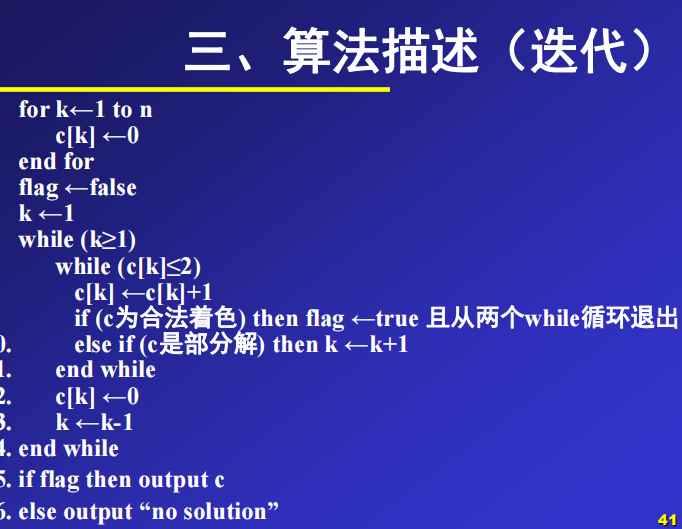 三、算法描述（迭代）
for k←1 to n
c[k] ←0
end for
flag ←false
k ←1
while (k≥1)
while (c[k]≤2)
c[k] ←c[k]+1
if (c为合法着色) then flag ←true 且从两个while循环退出
0. else if (c是部分解) then k ←k+1
1. end while
2. c[k] ←0
3. k ←k-1
4. end while
5. if flag then output c
6. else output “no solution”
41